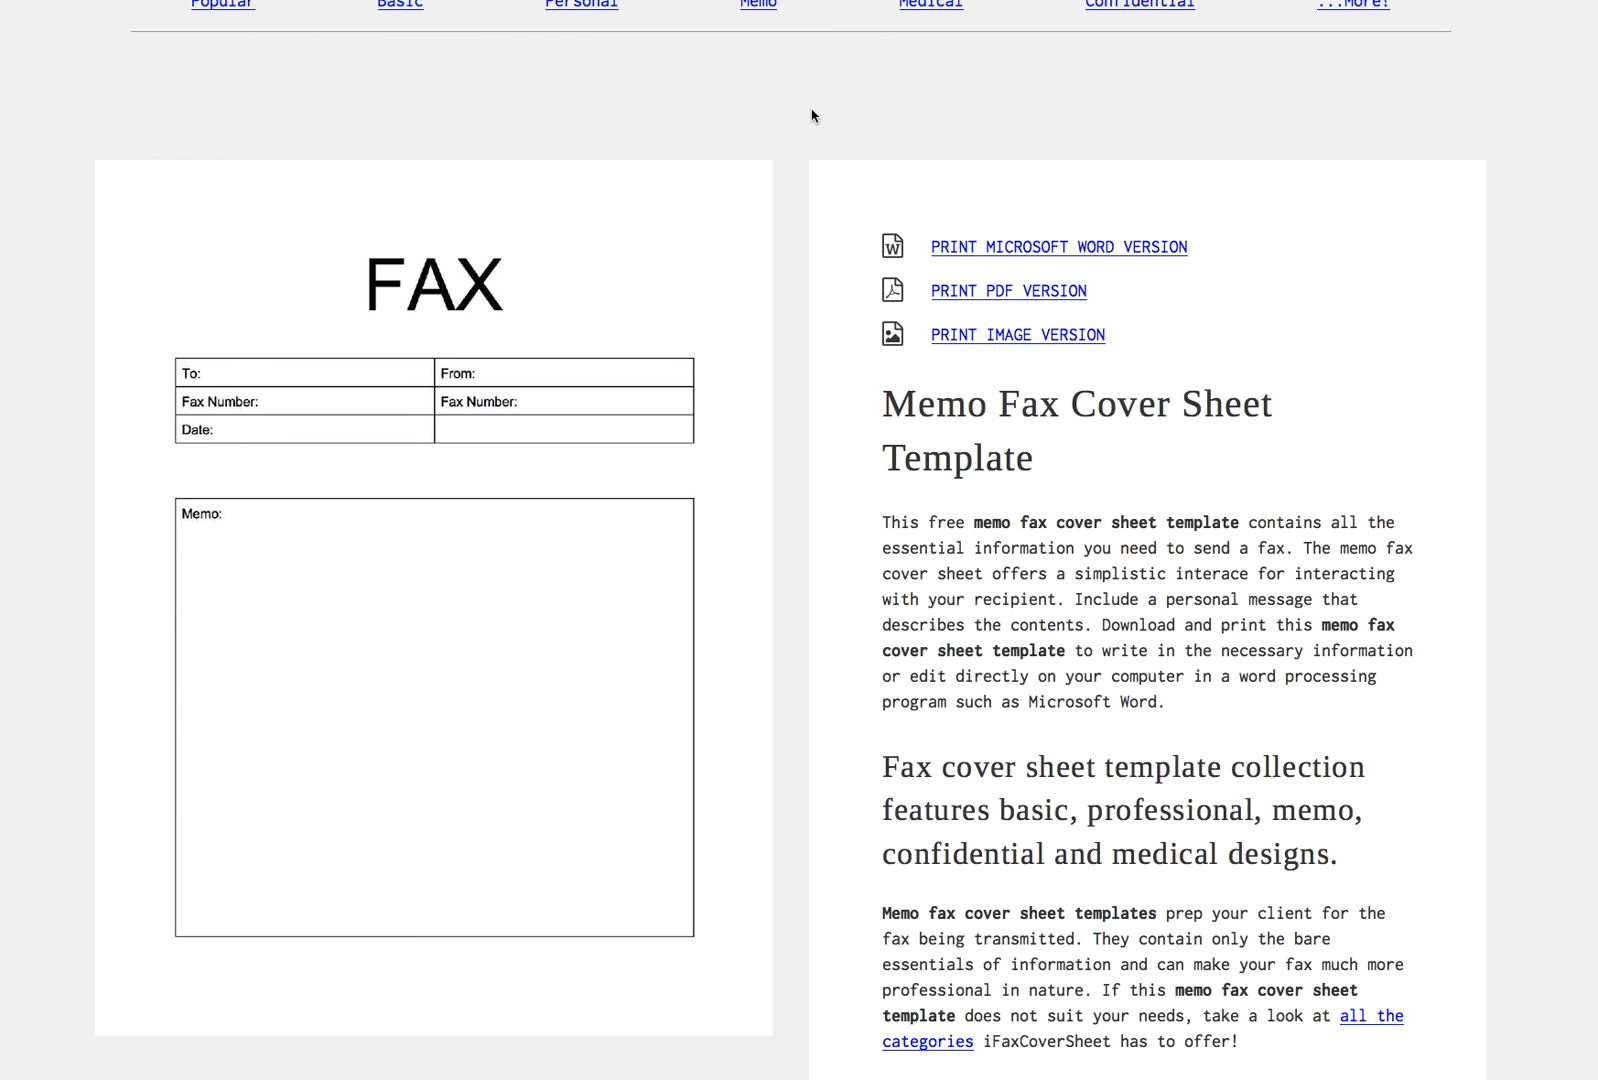 Popular Basic Personal Memo Medical Confidential ...More!
FAX
To: From:
Fax Number: Fax Number:
Date:
Memo:
PRINT MICROSOFT WORD VERSION
PRINT PDF VERSION
PRINT IMAGE VERSION
Memo Fax Cover Sheet
Template
This free memo fax cover sheet template contains all the
essential information you need to send a fax. The memo fax
cover sheet offers a simplistic interace for interacting
with your recipient. Include a personal message that
describes the contents. Download and print this memo fax
cover sheet template to write in the necessary information
or edit directly on your computer in a word processing
program such as Microsoft Word.
Fax cover sheet template collection
features basic, professional, memo,
confidential and medical designs.
Memo fax cover sheet templates prep your client for the
fax being transmitted. They contain only the bare
essentials of information and can make your fax much more
professional in nature. If this memo fax cover sheet
template does not suit your needs, take a look at all the
categories iFaxCoverSheet has to offer!